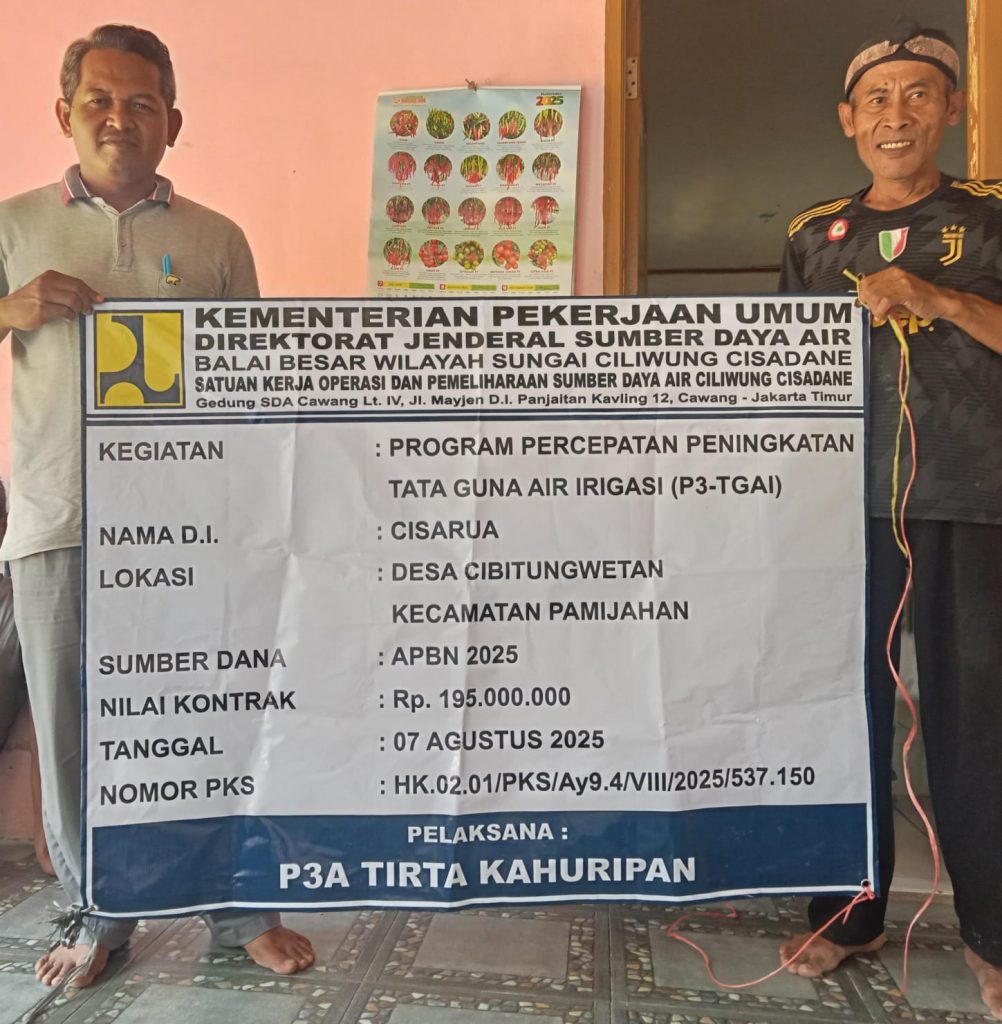 2025
KEMENTERIAN PEKERJAAN UMUM
DIREKTORAT JENDERAL SUMBER DAYA AIR
BALAI BESAR WILAYAH SUNGAI CILIWUNG CISADANE
SATUAN KERJA OPERASI DAN PEMELIHARAAN SUMBER DAYA AIR CILIWUNG CISADANE
Gedung SDA Cawang Lt. IV, Jl. Mayjen D.I. Panjaitan Kavling 12, Cawang - Jakarta Timur
KEGIATAN : PROGRAM PERCEPATAN PENINGKATAN
TATA GUNA AIR IRIGASI (P3-TGAI)
NAMA D.I. : CISARUA
LOKASI : DESA CIBITUNGWETAN
KECAMATAN PAMIJAHAN
SUMBER DANA : APBN 2025
NILAI KONTRAK : Rp. 195.000.000
TANGGAL : 07 AGUSTUS 2025
NOMOR PKS : HK.02.01/PKS/Ay9.4/VIII/2025/537.150
PELAKSANA :
P3A TIRTA KAHURIPAN